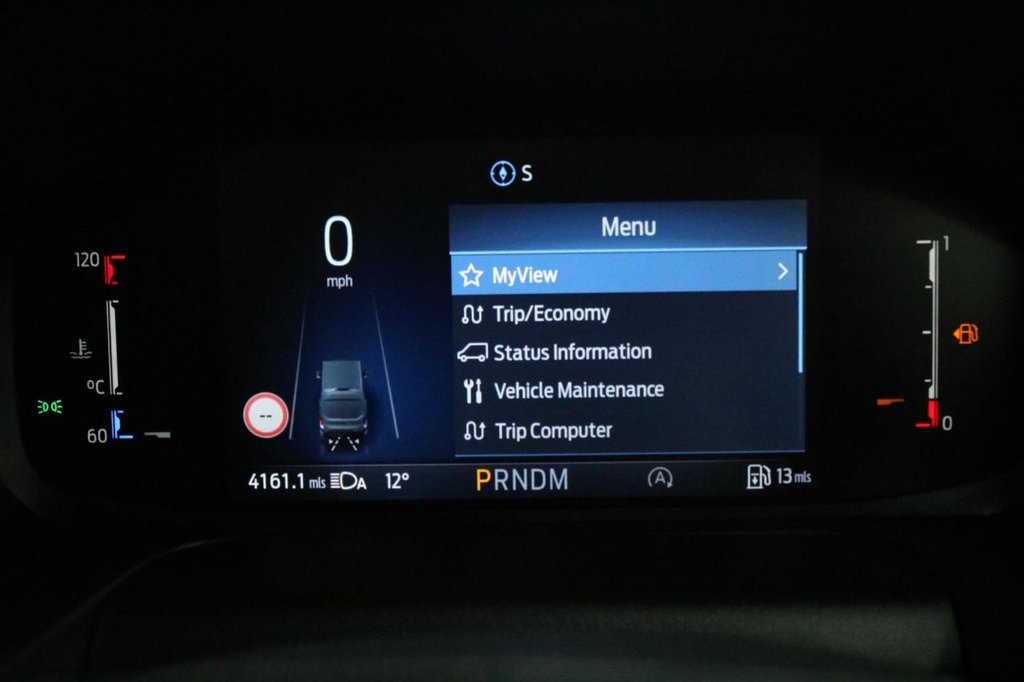 S
0
mph
Menu
MyView
Trip/Economy
Status Information
Vehicle Maintenance
Trip Computer
120
°C
60
1
0
--
4161.1 mls A 12° PRNDM A 13 mls